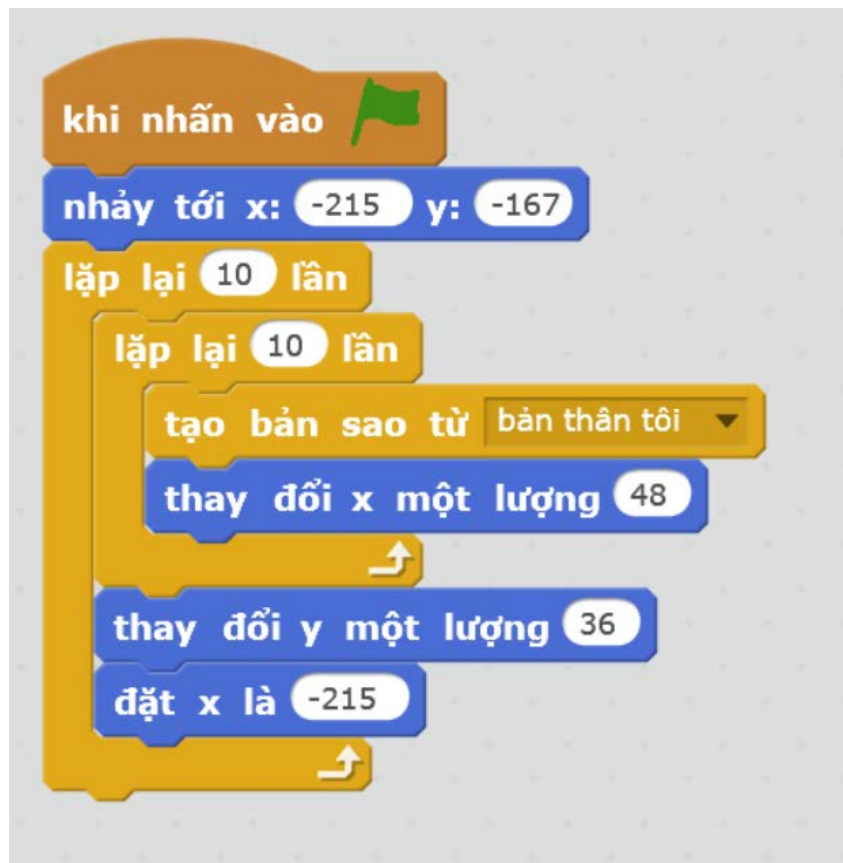 khi nhấn vào
nhảy tới x: -215 y: -167
lặp lại 10 lần
lặp lại 10 lần
tạo bản sao từ bản thân tôi
thay đổi x một lượng 48
thay đổi y một lượng 36
đặt x là -215